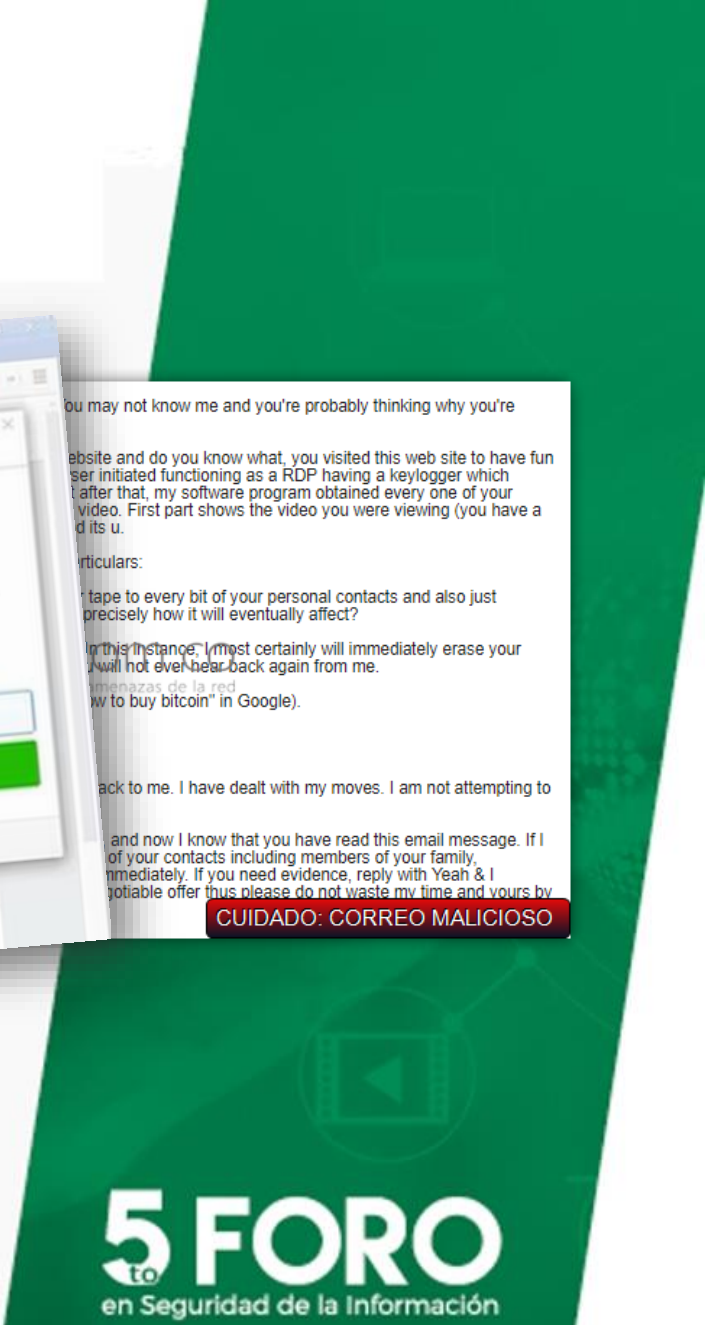 You may not know me and you're probably thinking why you're
ebsite and do you know what, you visited this web site to have fun
ser initiated functioning as a RDP having a keylogger which
t after that, my software program obtained every one of your
video. First part shows the video you were viewing (you have a
d its u.
rticulars:
tape to every bit of your personal contacts and also just
precisely how it will eventually affect?
In this instance, I most certainly will immediately erase your
om.co
u will not ever hear back again from me.
menazas de la red
ow to buy bitcoin" in Google).
ack to me. I have dealt with my moves. I am not attempting to
and now I know that you have read this email message. If I
of your contacts including members of your family,
mmediately. If you need evidence, reply with Yeah & I
gotiable offer thus please do not waste my time and yours by
CUIDADO: CORREO MALICIOSO
5to FORO
en Seguridad de la Información